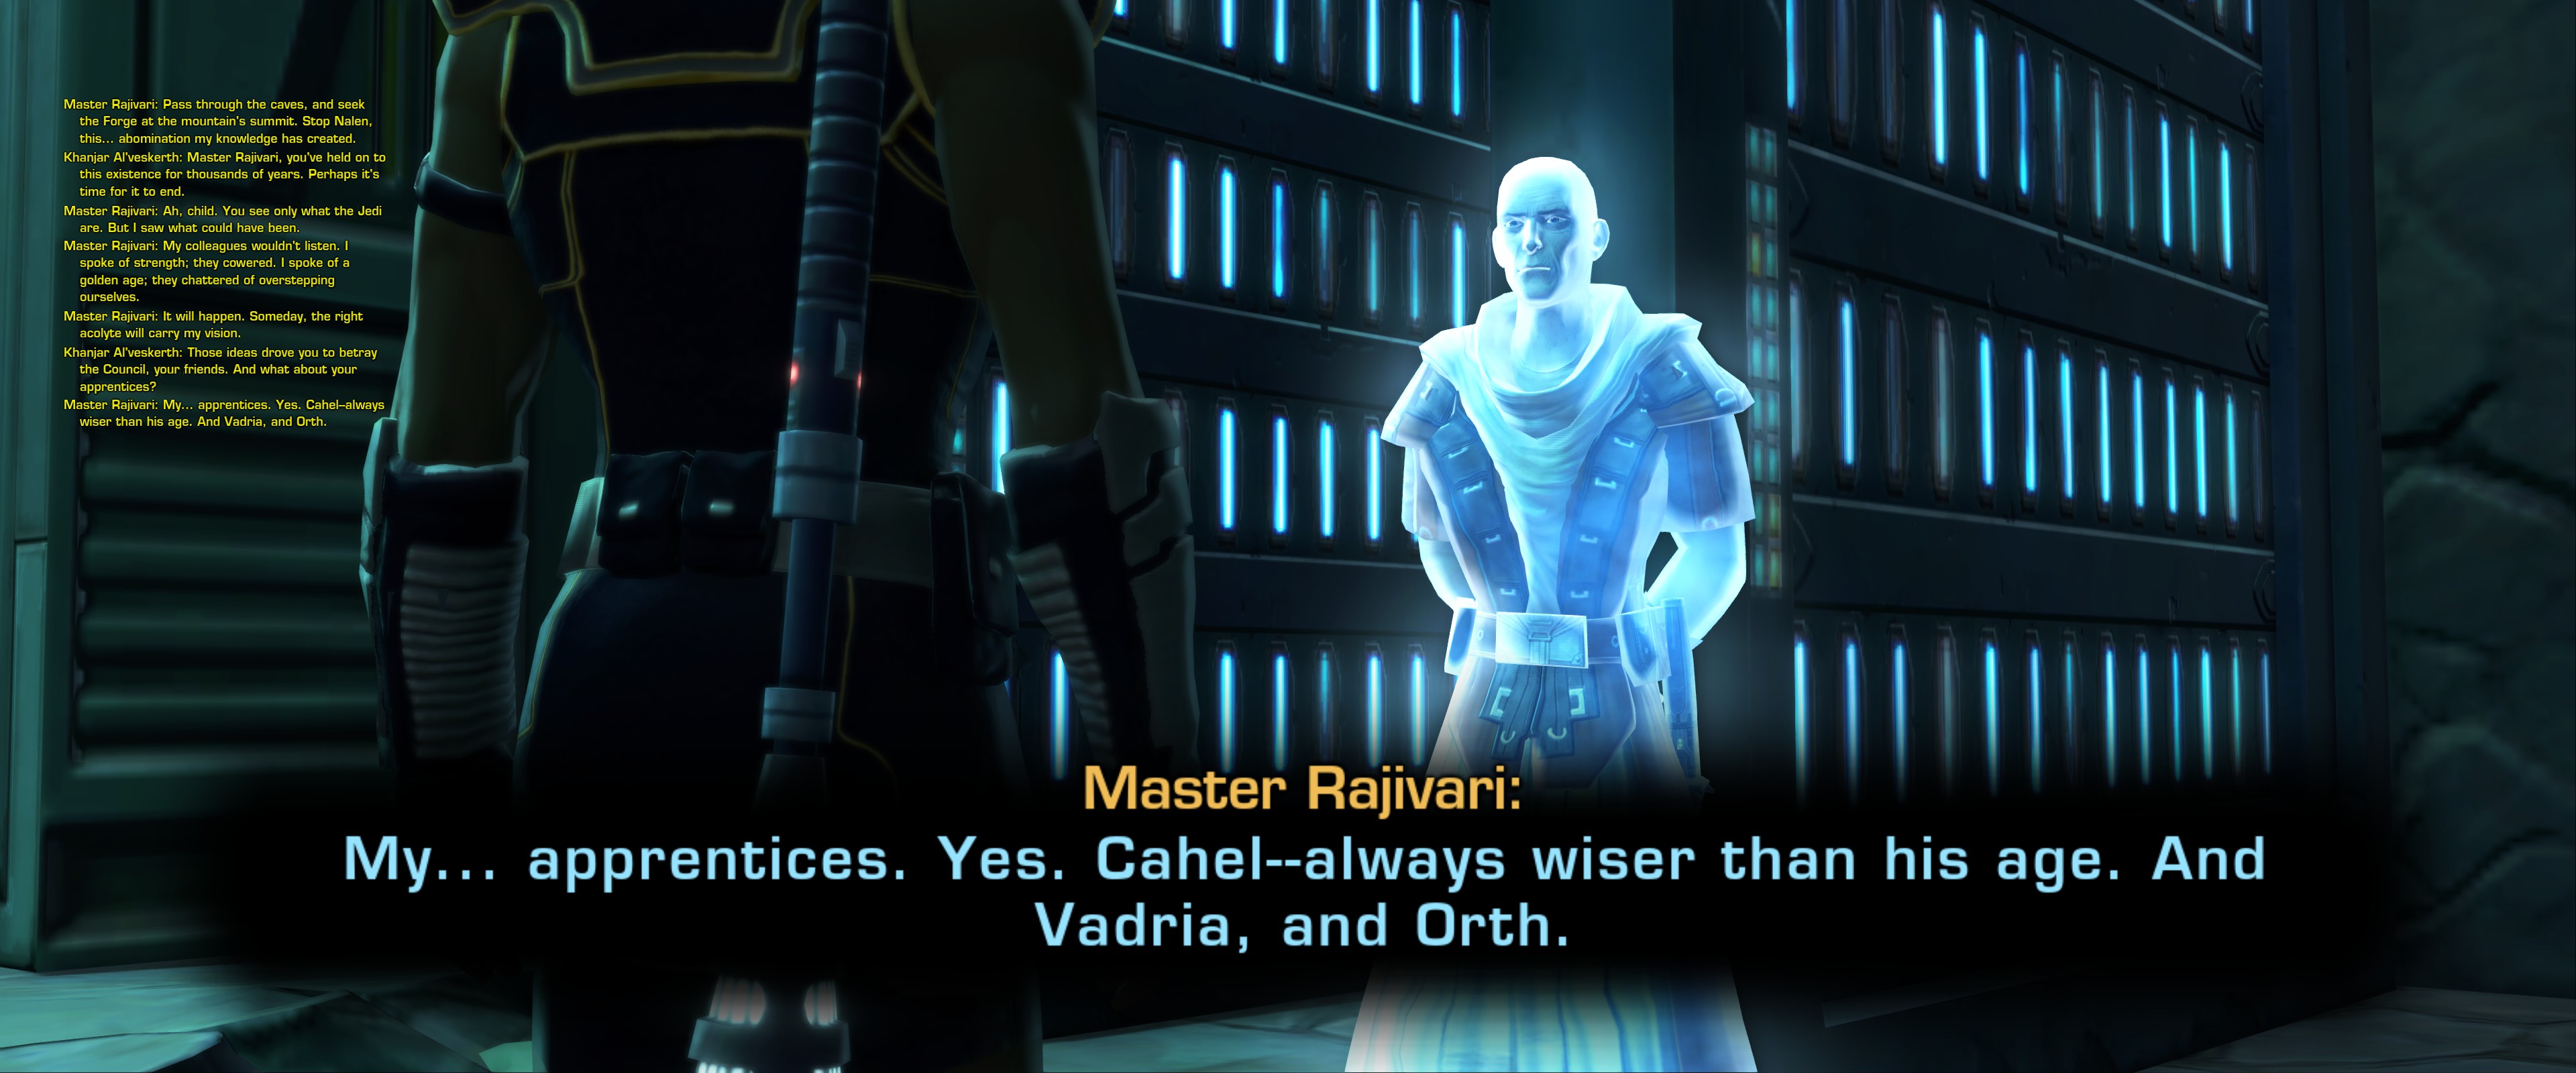 Master Rajivari: Pass through the caves, and seek
the Forge at the mountain's summit. Stop Nalen,
this... abomination my knowledge has created.
Khanjar Al'veskerth: Master Rajivari, you've held on to
this existence for thousands of years. Perhaps it's
time for it to end.
Master Rajivari: Ah, child. You see only what the Jedi
are. But I saw what could have been.
Master Rajivari: My colleagues wouldn't listen. I
spoke of strength; they cowered. I spoke of a
golden age; they chattered of overstepping
ourselves.
Master Rajivari: It will happen. Someday, the right
acolyte will carry my vision.
Khanjar Al'veskerth: Those ideas drove you to betray
the Council, your friends. And what about your
apprentices?
Master Rajivari: My... apprentices. Yes. Cahel--always
wiser than his age. And Vadria, and Orth.
Master Rajivari:
My... apprentices. Yes. Cahel--always wiser than his age. And
Vadria, and Orth.